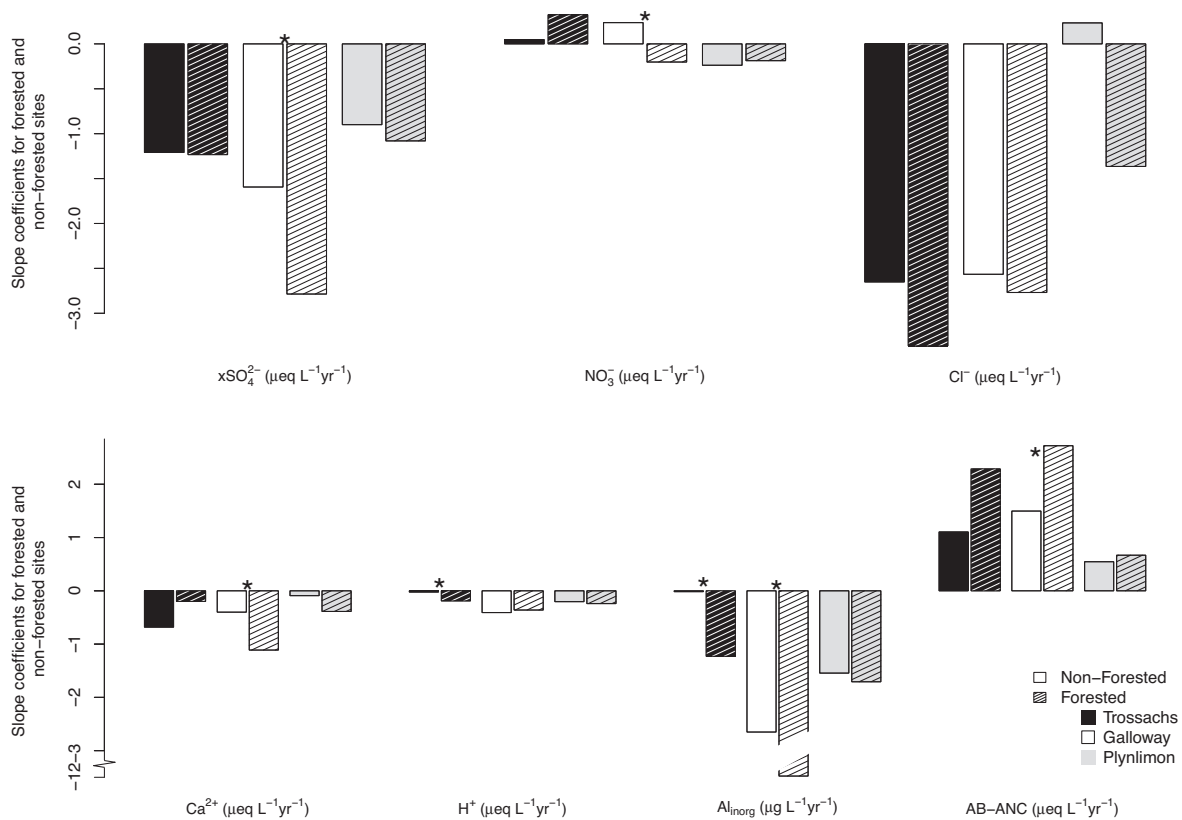 Slope coefficients for forested and
non−forested sites
0.0
−1.0
−2.0
−3.0
*
*
xSO₄²⁻ (μeq L⁻¹yr⁻¹)
NO₃⁻ (μeq L⁻¹yr⁻¹)
Cl⁻ (μeq L⁻¹yr⁻¹)
Slope coefficients for forested and
non−forested sites
2
1
0
−1
−2
−3
−12
*
*
*
*
*
Non−Forested
Forested
Trossachs
Galloway
Plynlimon
Ca²⁺ (μeq L⁻¹yr⁻¹)
H⁺ (μeq L⁻¹yr⁻¹)
Al_inorg (μg L⁻¹yr⁻¹)
AB−ANC (μeq L⁻¹yr⁻¹)